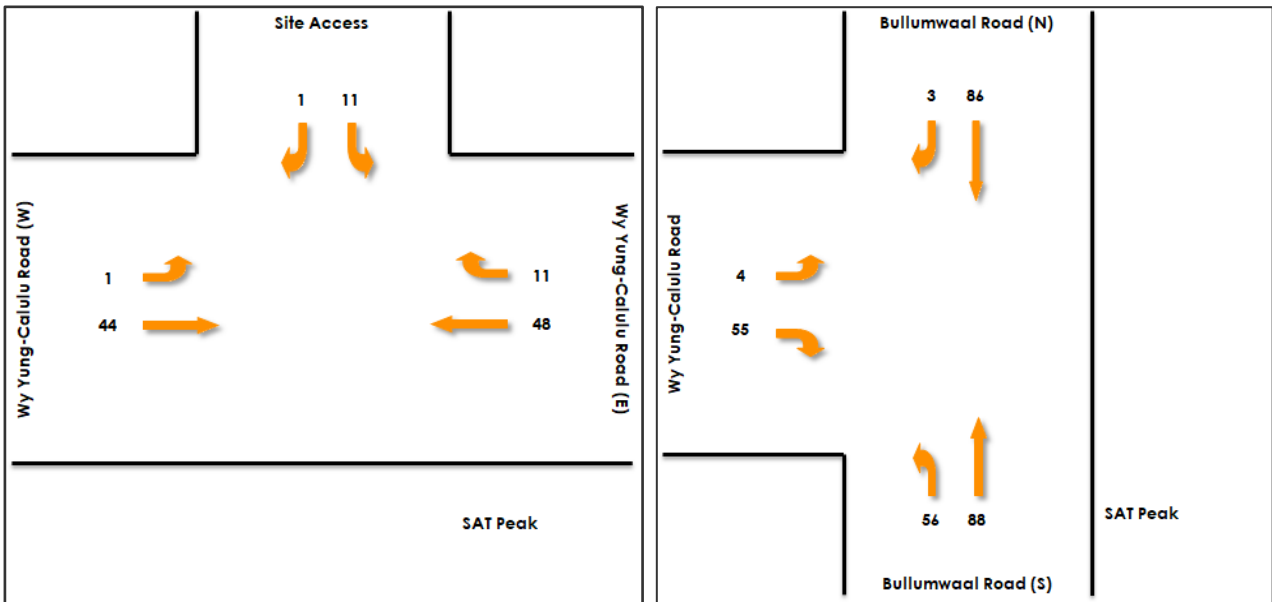 Site Access
1 11
Wy Yung-Calulu Road (W)
Wy Yung-Calulu Road (E)
1
11
44
48
SAT Peak
Bullumwaal Road (N)
3 86
Wy Yung-Calulu Road
4
55
56 88
SAT Peak
Bullumwaal Road (S)